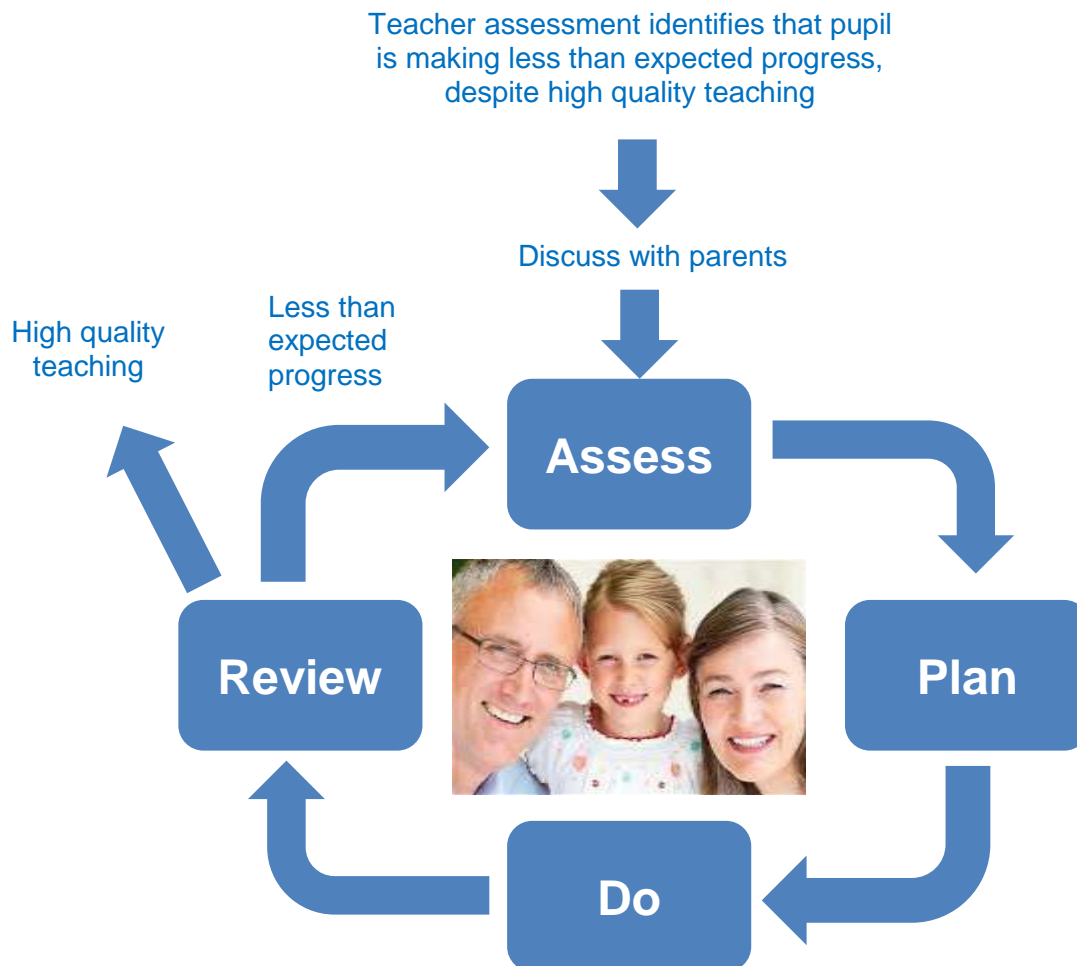 Teacher assessment identifies that pupil
is making less than expected progress,
despite high quality teaching
Discuss with parents
High quality
teaching
Less than
expected
progress
Assess
Review
Plan
Do